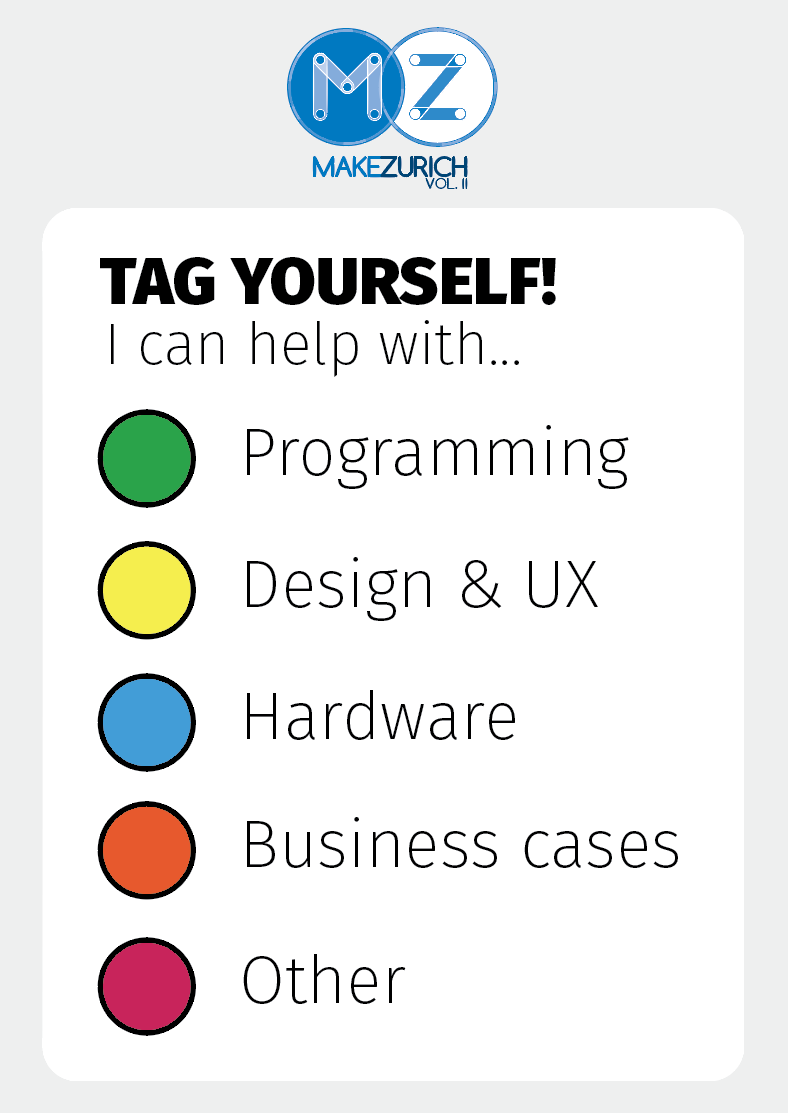 MZ
MAKEZURICH
VOL. II
TAG YOURSELF!
I can help with...
Programming
Design & UX
Hardware
Business cases
Other